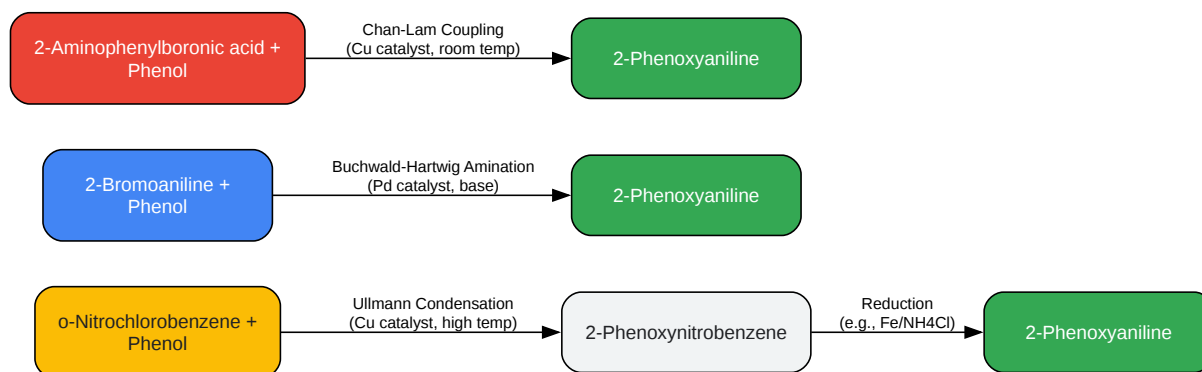 2-Aminophenylboronic acid +
Phenol
Chan-Lam Coupling
(Cu catalyst, room temp)
2-Phenoxyaniline
2-Bromoaniline +
Phenol
Buchwald-Hartwig Amination
(Pd catalyst, base)
2-Phenoxyaniline
o-Nitrochlorobenzene +
Phenol
Ullmann Condensation
(Cu catalyst, high temp)
2-Phenoxynitrobenzene
Reduction
(e.g., Fe/NH4Cl)
2-Phenoxyaniline